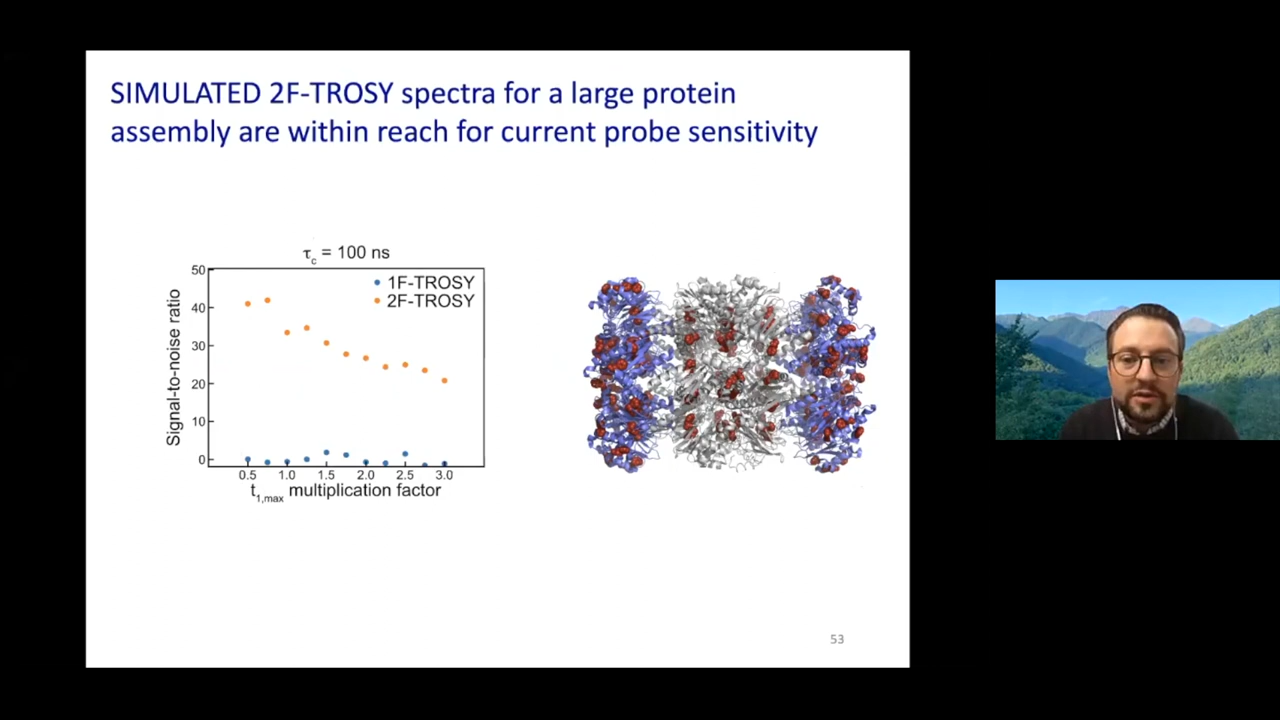 SIMULATED 2F-TROSY spectra for a large protein
assembly are within reach for current probe sensitivity
τc = 100 ns
50
40
30
20
10
0
Signal-to-noise ratio
1F-TROSY
2F-TROSY
0.5 1.0 1.5 2.0 2.5 3.0
t1,max multiplication factor
53